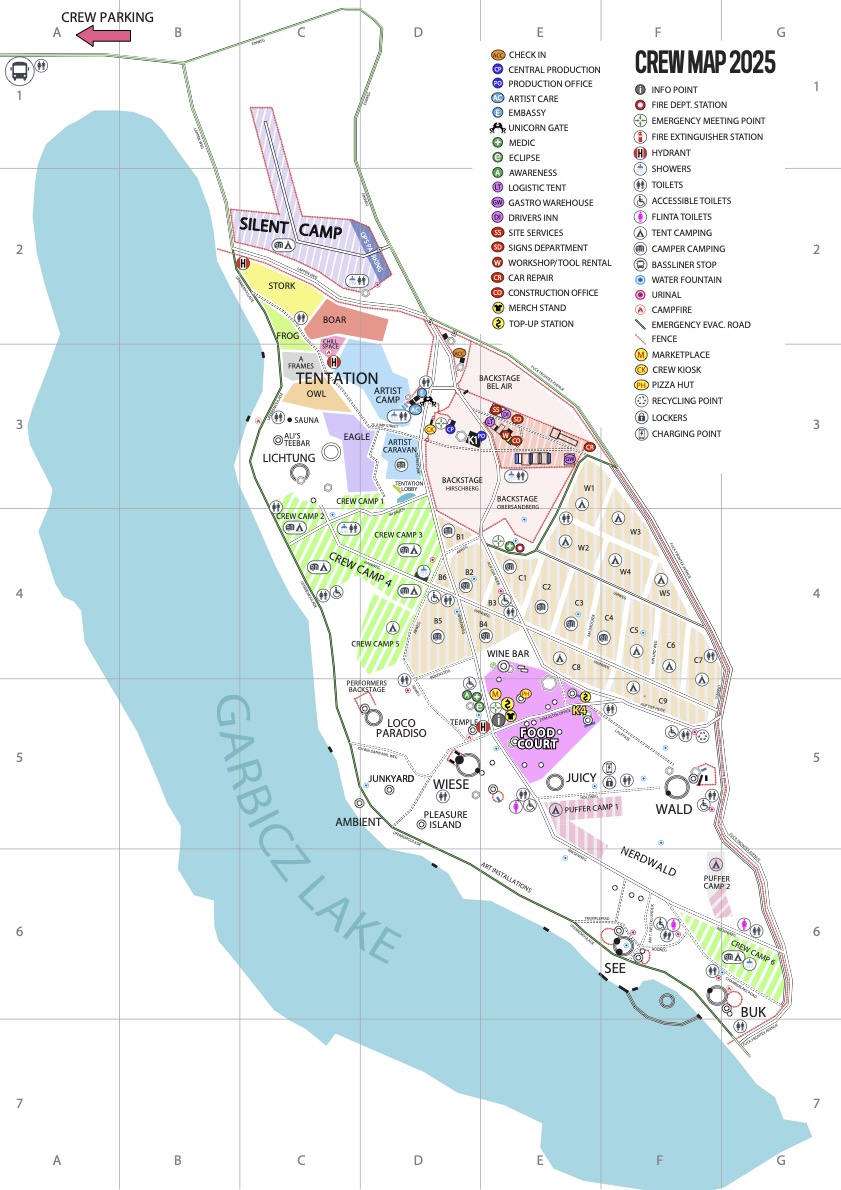 CREW PARKING
A
B
C
D
F
G
CREW MAP 2025
CHECK IN
CENTRAL PRODUCTION
PRODUCTION OFFICE
ARTIST CARE
EMBASSY
UNICORN GATE
MEDIC
ECLIPSE
AWARENESS
LOGISTIC TENT
GASTRO WAREHOUSE
DRIVERS INN
SITE SERVICES
SIGNS DEPARTMENT
WORKSHOP/TOOL RENTAL
CAR REPAIR
CONSTRUCTION OFFICE
MERCH STAND
TOP-UP STATION
INFO POINT
FIRE DEPT. STATION
EMERGENCY MEETING POINT
FIRE EXTINGUISHER STATION
HYDRANT
SHOWERS
TOILETS
ACCESSIBLE TOILETS
FLINTA TOILETS
TENT CAMPING
CAMPER CAMPING
BASSLINER STOP
WATER FOUNTAIN
URINAL
CAMPFIRE
EMERGENCY EVAC. ROAD
FENCE
MARKETPLACE
CREW KIOSK
PIZZA HUT
RECYCLING POINT
LOCKERS
CHARGING POINT
1
1
2
2
SILENT CAMP
OPS PARKING
STORK
BOAR
FROG
CHILL
SPACE
A
FRAMES
TENTATION
OWL
ARTIST
CAMP
BACKSTAGE
BEL AIR
3
3
SAUNA
ALI'S
TEEBAR
EAGLE
LICHTUNG
ARTIST
CARAVAN
TENTATION
LOBBY
K1
BACKSTAGE
HIRSCHBERG
BACKSTAGE
OBERSANDBERG
CREW CAMP 1
CREW CAMP 2
CREW CAMP 3
CREW CAMP 4
CREW CAMP 5
W1
W2
W3
W4
W5
B1
B2
B3
B4
B5
B6
C1
C2
C3
C4
C5
C6
C7
C8
C9
4
4
WINE BAR
PERFORMERS
BACKSTAGE
LOCO
PARADISO
TEMPLE
FOOD
COURT
K4
5
5
JUNKYARD
WIESE
JUICY
WALD
AMBIENT
PLEASURE
ISLAND
PUFFER CAMP 1
NERDWALD
PUFFER
CAMP 2
ART INSTALLATIONS
GARBICZ LAKE
6
6
SEE
CREW CAMP 6
BUK
7
7
A
B
C
D
E
F
G